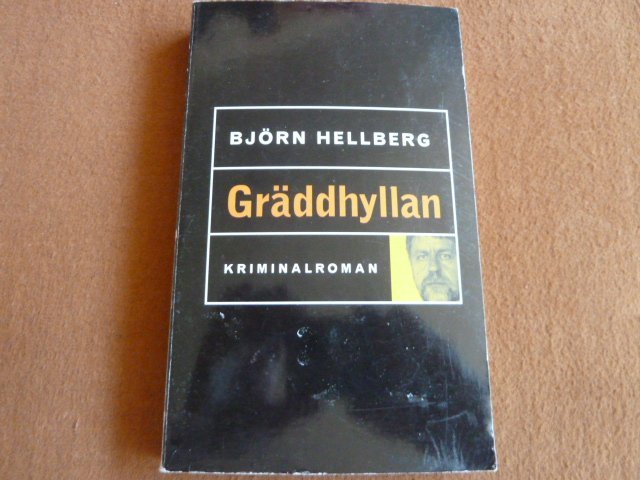 BJÖRN HELLBERG
Gräddhyllan
KRIMINALROMAN